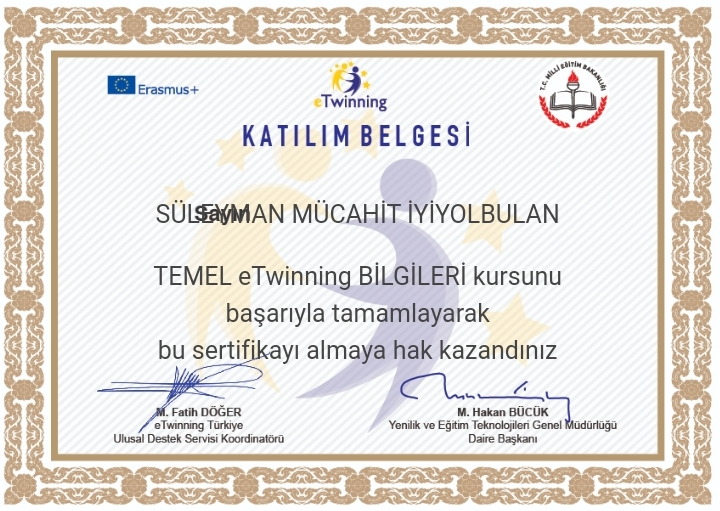 Erasmus+
eTwinning
T.C. MİLLÎ EĞİTİM BAKANLIĞI
KATILIM BELGESİ
Sayın
SÜLEYMAN MÜCAHİT İYİYOLBULAN
TEMEL eTwinning BİLGİLERİ kursunu
başarıyla tamamlayarak
bu sertifikayı almaya hak kazandınız
M. Fatih DÖĞER
eTwinning Türkiye
Ulusal Destek Servisi Koordinatörü
M. Hakan BÜCÜK
Yenilik ve Eğitim Teknolojileri Genel Müdürlüğü
Daire Başkanı